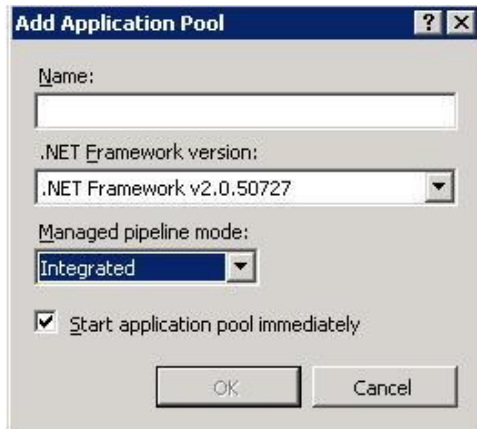 Add Application Pool
Name:
.NET Framework version:
.NET Framework v2.0.50727
Managed pipeline mode:
Integrated
Start application pool immediately
OK
Cancel